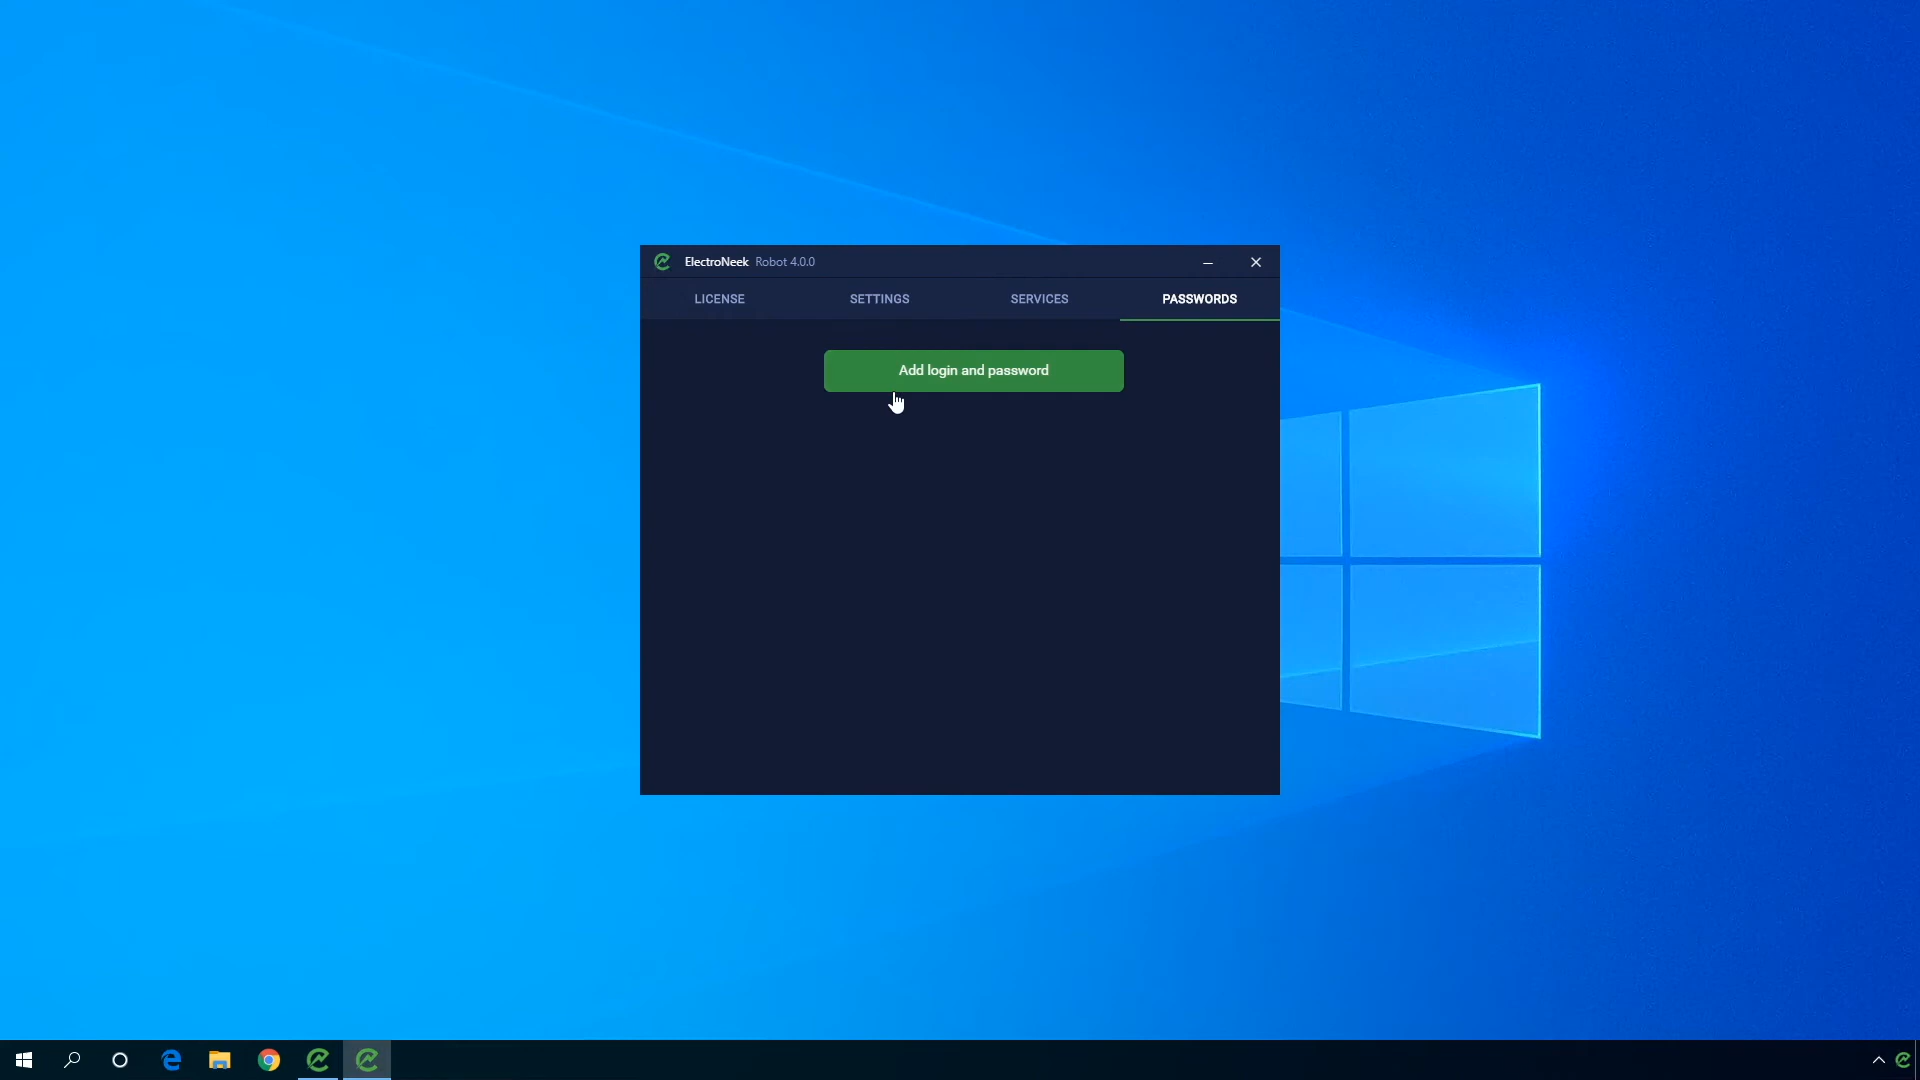 ElectroNeek Robot 4.0.0
LICENSE SETTINGS SERVICES PASSWORDS
Add login and password